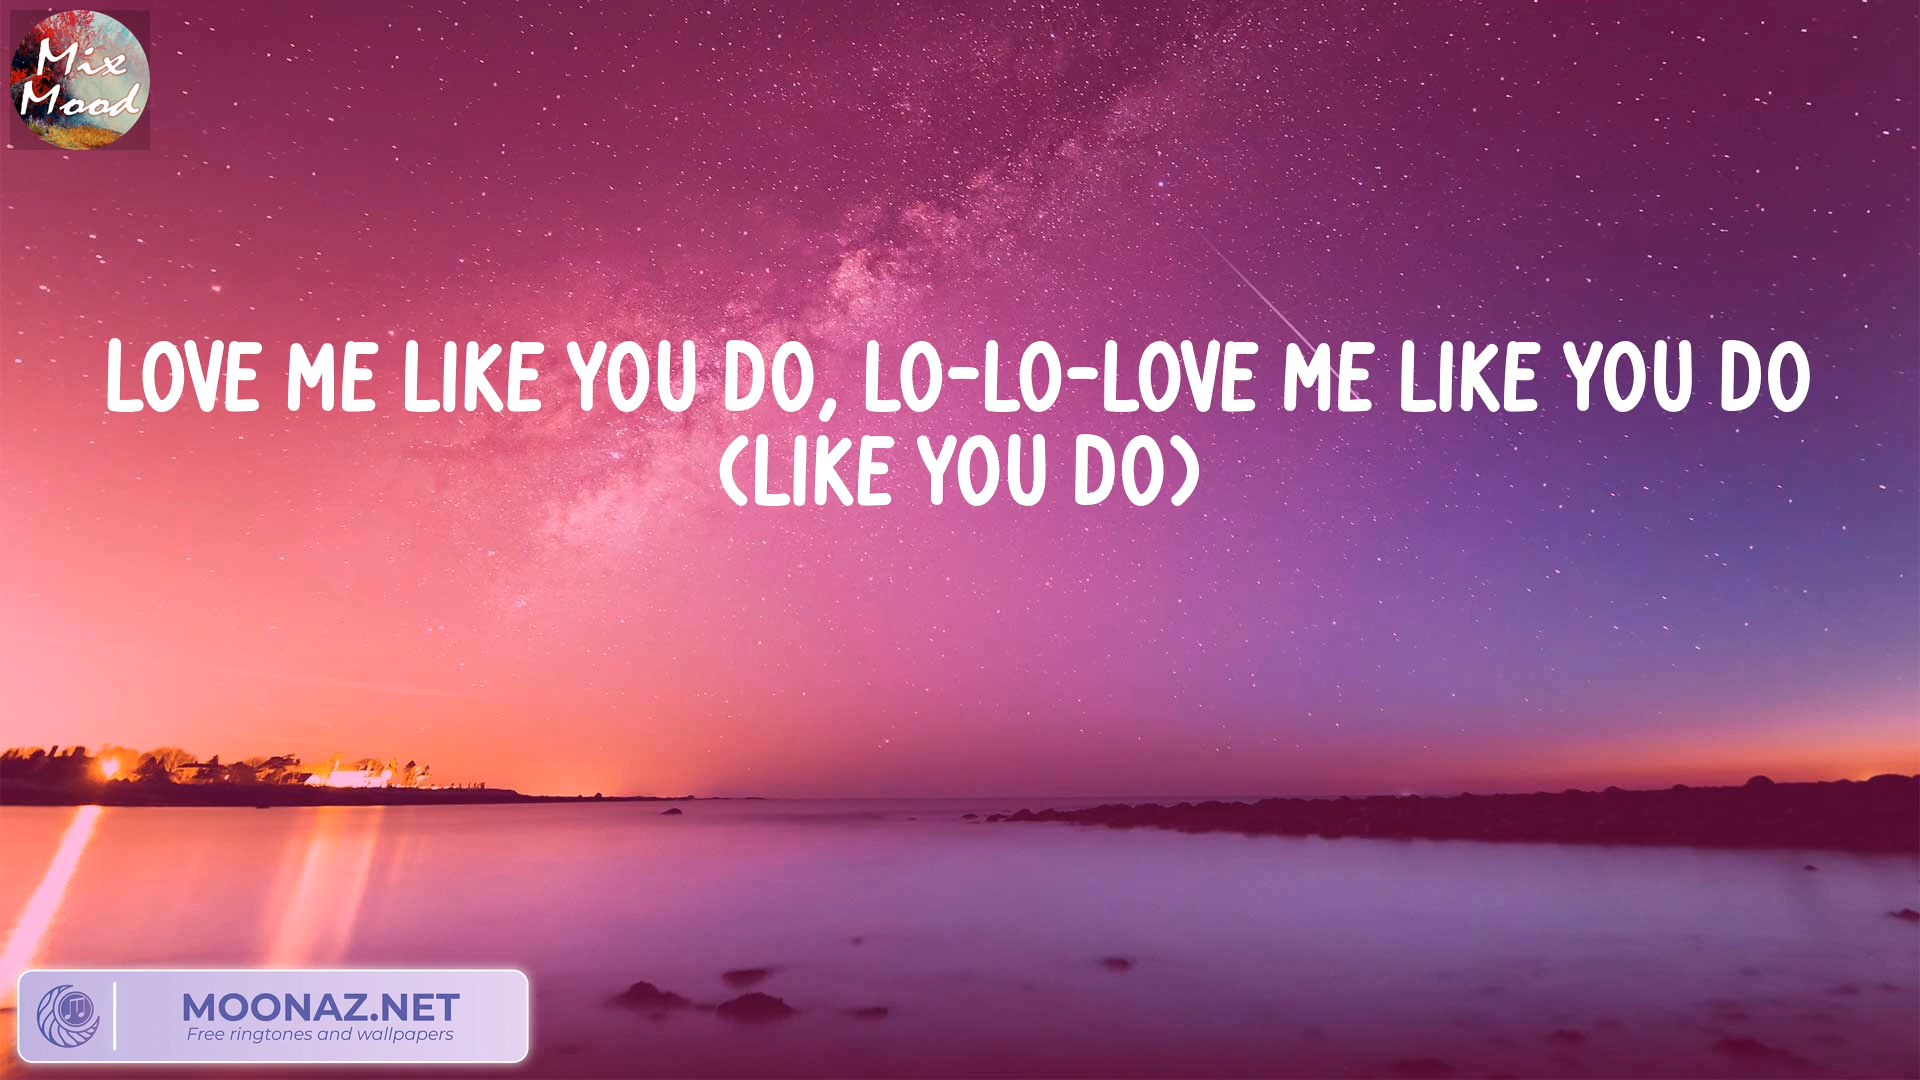 Mix
Mood
LOVE ME LIKE YOU DO, LO-LO-LOVE ME LIKE YOU DO
(LIKE YOU DO)
MOONAZ.NET
Free ringtones and wallpapers